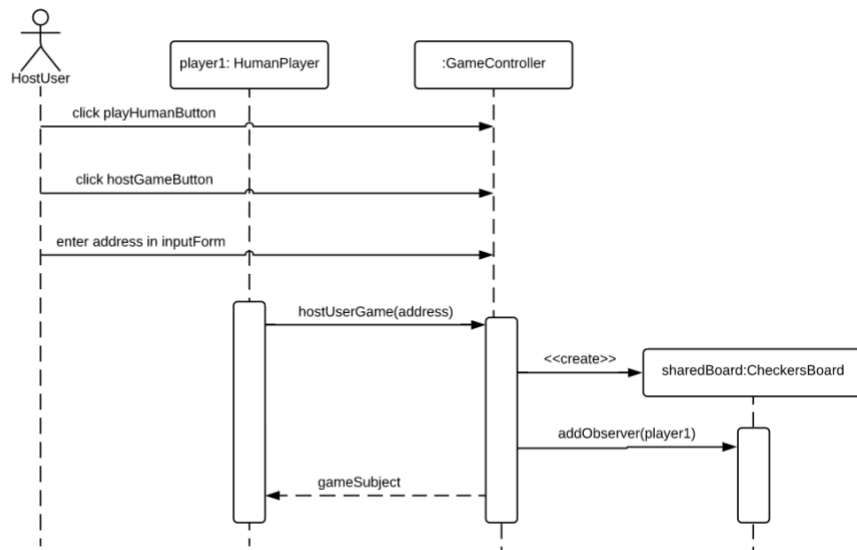 HostUser
player1: HumanPlayer
:GameController
click playHumanButton
click hostGameButton
enter address in inputForm
hostUserGame(address)
<<create>>
sharedBoard:CheckersBoard
addObserver(player1)
gameSubject